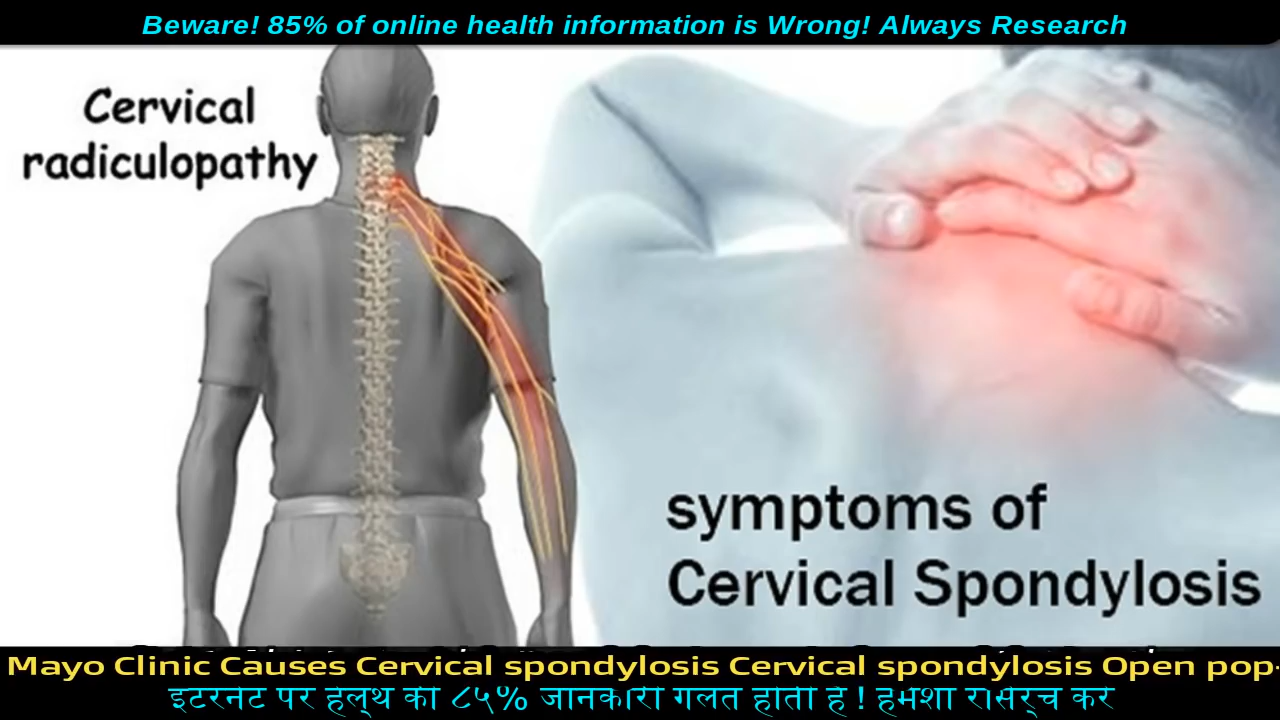 Beware! 85% of online health information is Wrong! Always Research
Cervical
radiculopathy
symptoms of
Cervical Spondylosis
Mayo Clinic Causes Cervical spondylosis Cervical spondylosis Open pop-
इंटरनेट पर हेल्थ की ८५% जानकारी गलत होती है ! हमेशा रीसर्च करें